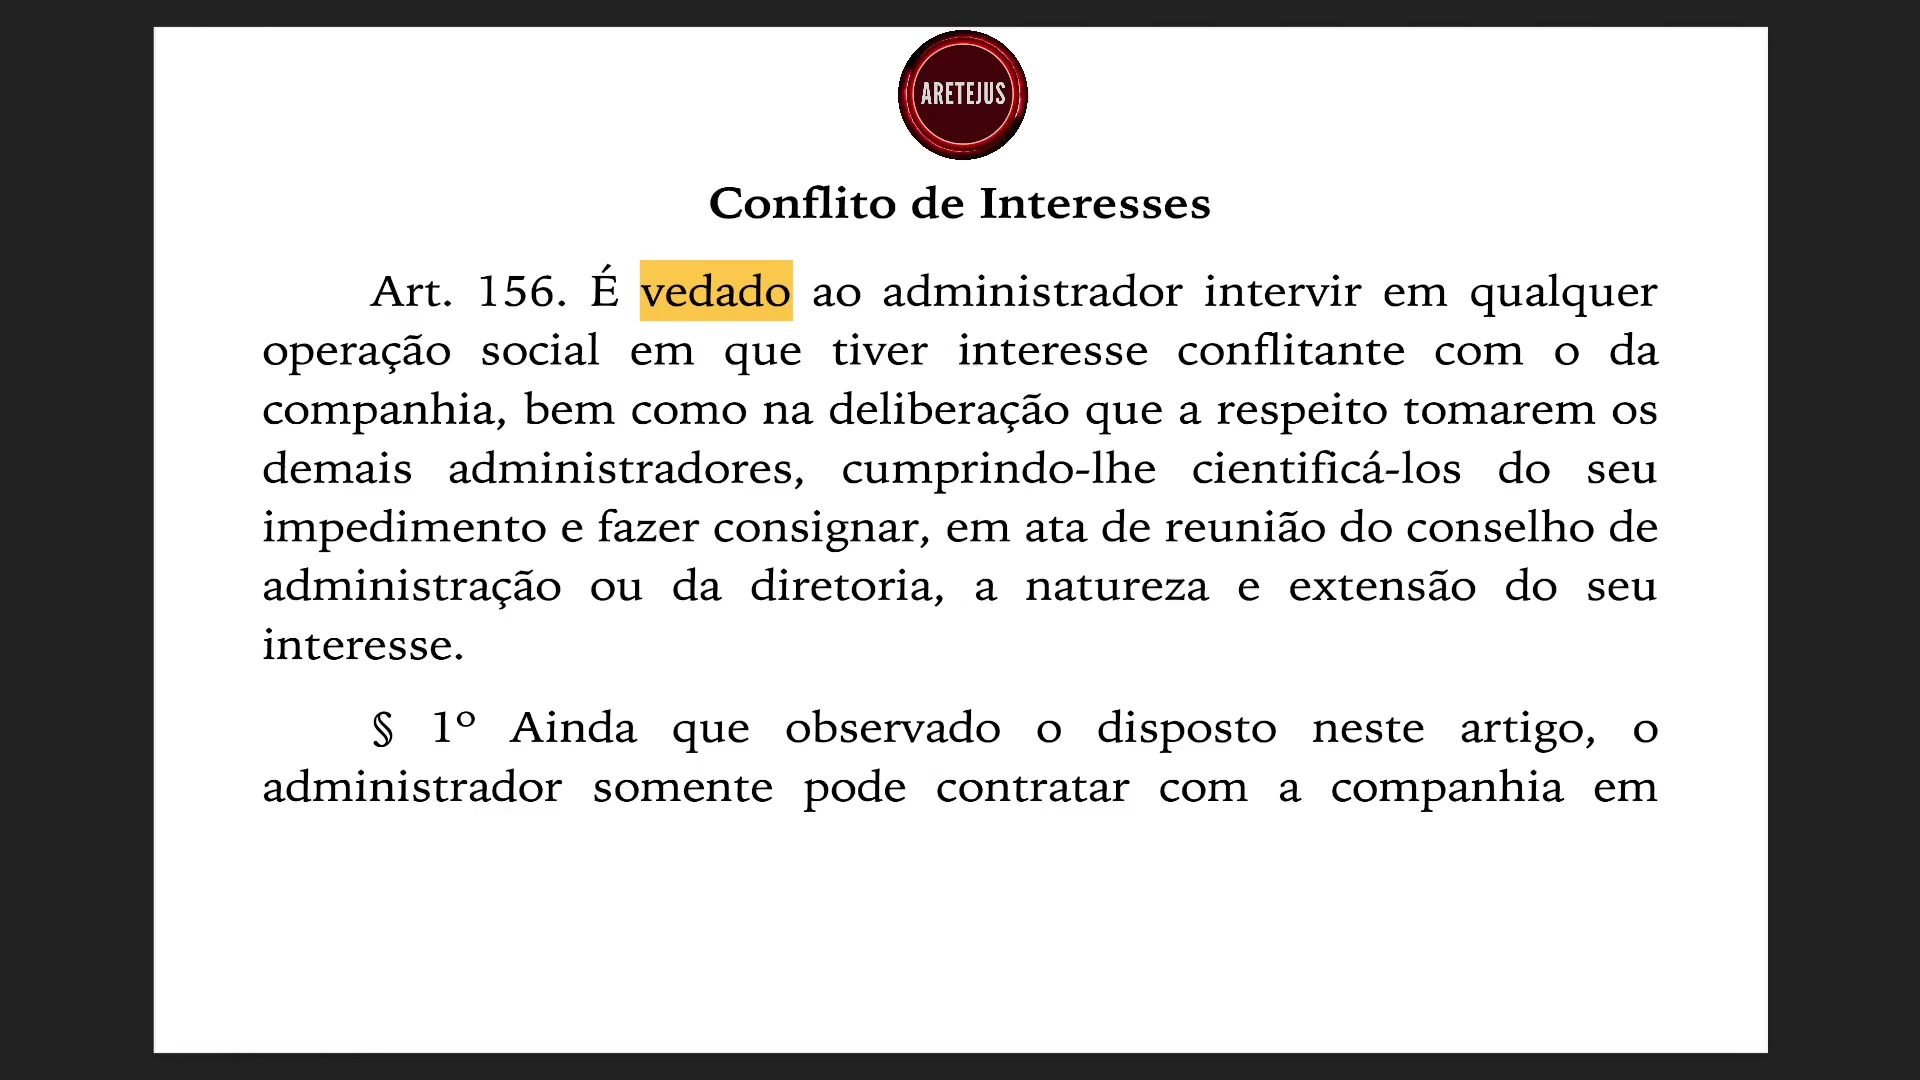 ARETEJUS
Conflito de Interesses
Art. 156. É vedado ao administrador intervir em qualquer
operação social em que tiver interesse conflitante com o da
companhia, bem como na deliberação que a respeito tomarem os
demais administradores, cumprindo-lhe cientificá-los do seu
impedimento e fazer consignar, em ata de reunião do conselho de
administração ou da diretoria, a natureza e extensão do seu
interesse.
§ 1º Ainda que observado o disposto neste artigo, o
administrador somente pode contratar com a companhia em